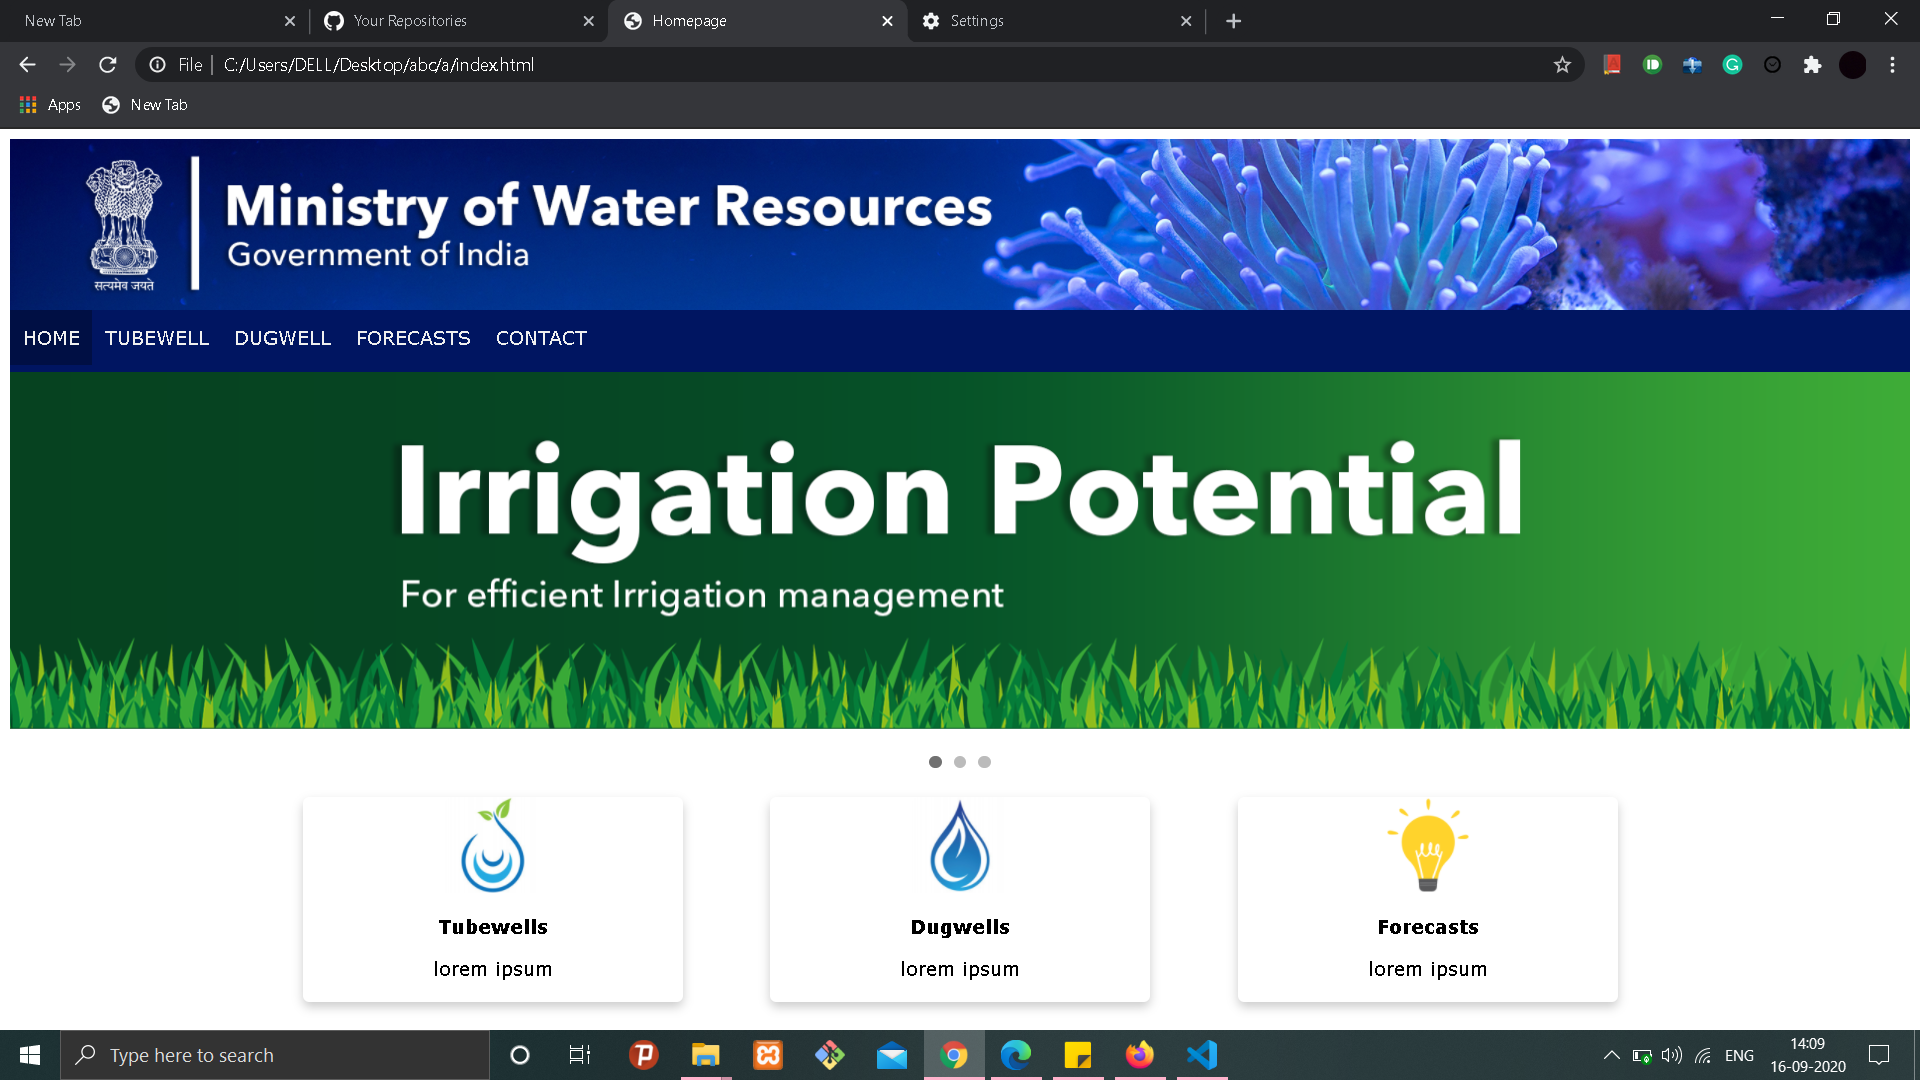 New Tab
Your Repositories
Homepage
Settings
File
C:/Users/DELL/Desktop/abc/a/index.html
Apps
New Tab
Ministry of Water Resources
Government of India
सत्यमेव जयते
HOME TUBEWELL DUGWELL FORECASTS CONTACT
Irrigation Potential
For efficient Irrigation management
Tubewells
lorem ipsum
Dugwells
lorem ipsum
Forecasts
lorem ipsum
Type here to search
ENG
14:09
16-09-2020